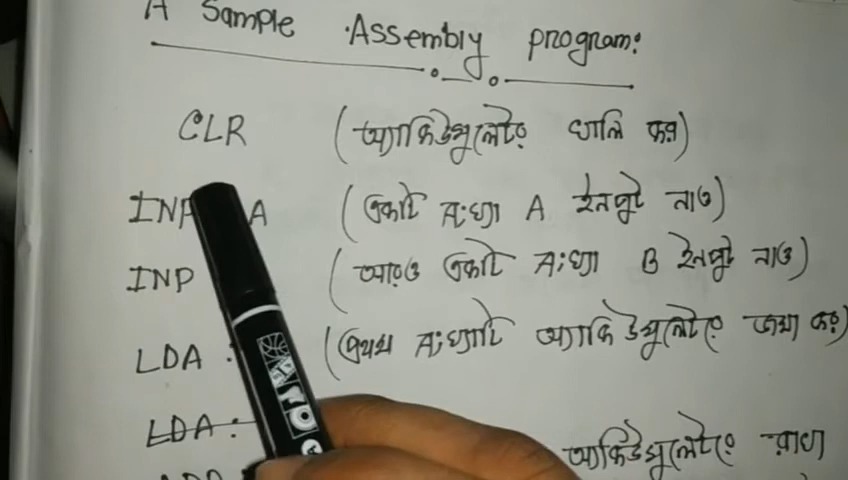 A Sample Assembly program:
CLR (অ্যাকিউমুলেটর খালি কর)
INP A (একটি সংখ্যা A ইনপুট নাও)
INP (আরও একটি সংখ্যা B ইনপুট নাও)
LDA : (প্রথম সংখ্যাটি অ্যাকিউমুলেটরে জমা কর)
LDA : অ্যাকিউমুলেটরে রাখা